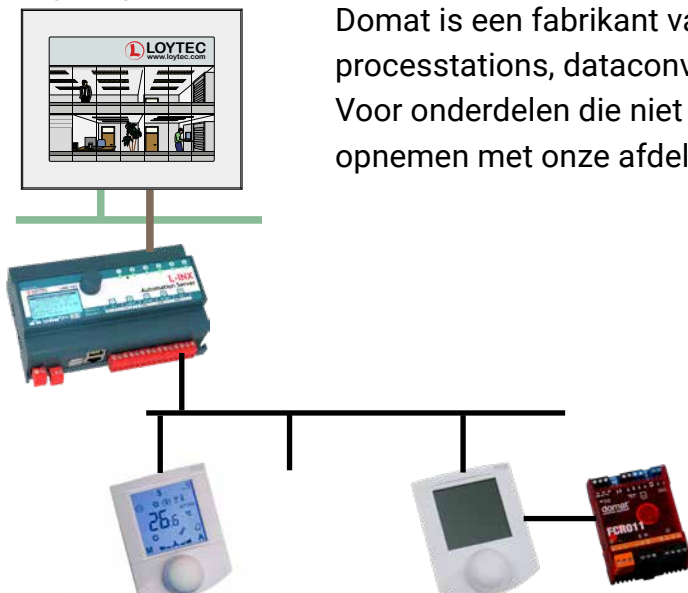 LOYTEC
www.loytec.com
Domat is een fabrikant va
processtations, dataconv
Voor onderdelen die niet
opnemen met onze afdel
L-INX
Automation Server
26.6
M A
domat
FCR011